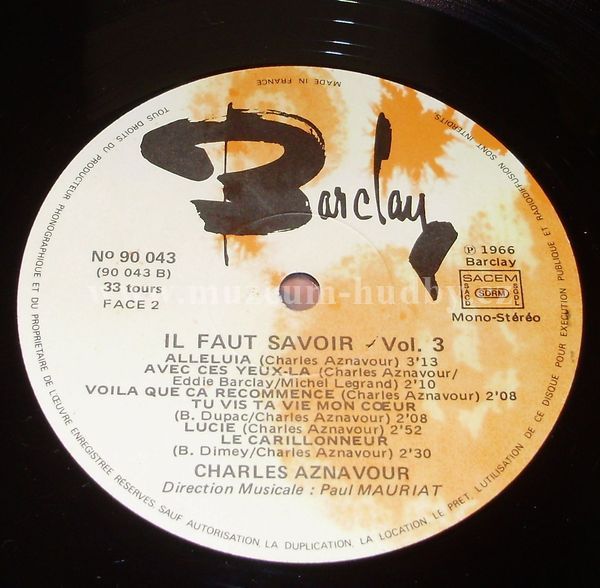 MADE IN FRANCE
TOUS DROITS DU PRODUCTEUR PHONOGRAPHIQUE ET DU PROPRIETAIRE DE L'ŒUVRE ENREGISTREE RESERVES. SAUF AUTORISATION, LA DUPLICATION, LA LOCATION, LE PRET, L'UTILISATION DE CE DISQUE POUR EXECUTION PUBLIQUE ET RADIODIFFUSION SONT INTERDITS.
Barclay
No 90 043
(90 043 B)
33 tours
FACE 2
℗ 1966
Barclay
SACEM
SDRM
Mono-Stéréo
www.muzeum-hudby.cz
IL FAUT SAVOIR / Vol. 3
ALLELUIA (Charles Aznavour) 3'13
AVEC CES YEUX-LA (Charles Aznavour/
Eddie Barclay/Michel Legrand) 2'10
VOILA QUE ÇA RECOMMENCE (Charles Aznavour) 2'08
TU VIS TA VIE MON CŒUR
(B. Dupac/Charles Aznavour) 2'08
LUCIE (Charles Aznavour) 2'52
LE CARILLONNEUR
(B. Dimey/Charles Aznavour) 2'30
CHARLES AZNAVOUR
Direction Musicale : Paul MAURIAT